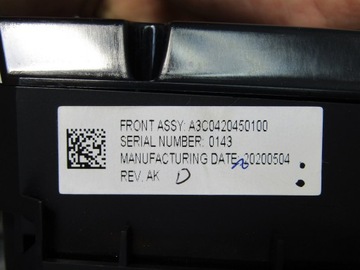 FRONT ASSY: A3C0420450100
SERIAL NUMBER: 0143
MANUFACTURING DATE: 20200504
REV. AK D